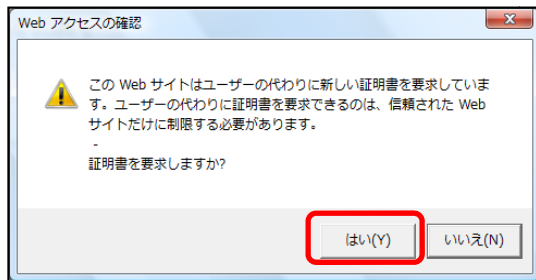 Web アクセスの確認
この Web サイトはユーザーの代わりに新しい証明書を要求していま
す。ユーザーの代わりに証明書を要求できるのは、信頼された Web
サイトだけに制限する必要があります。
-
証明書を要求しますか?
はい(Y) いいえ(N)